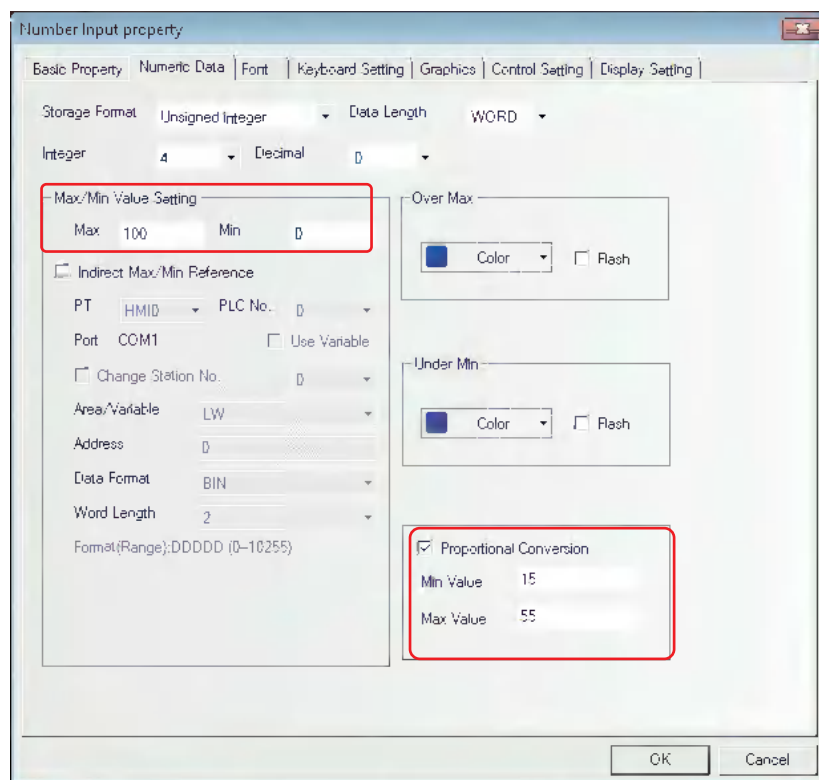 Number Input property
Basic Property Numeric Data Font Keyboard Setting Graphics Control Setting Display Setting
Storage Format Unsigned Integer Data Length WORD
Integer 4 Decimal 0
Max/Min Value Setting
Max 100 Min 0
Over Max
Color Flash
Indirect Max/Min Reference
PT HMI0 PLC No. 0
Port COM1 Use Variable
Change Station No. 0
Area/Variable LW
Address 0
Data Format BIN
Word Length 2
Format(Range):DDDDD (0~10255)
Under Min
Color Flash
Proportional Conversion
Min Value 15
Max Value 55
OK Cancel